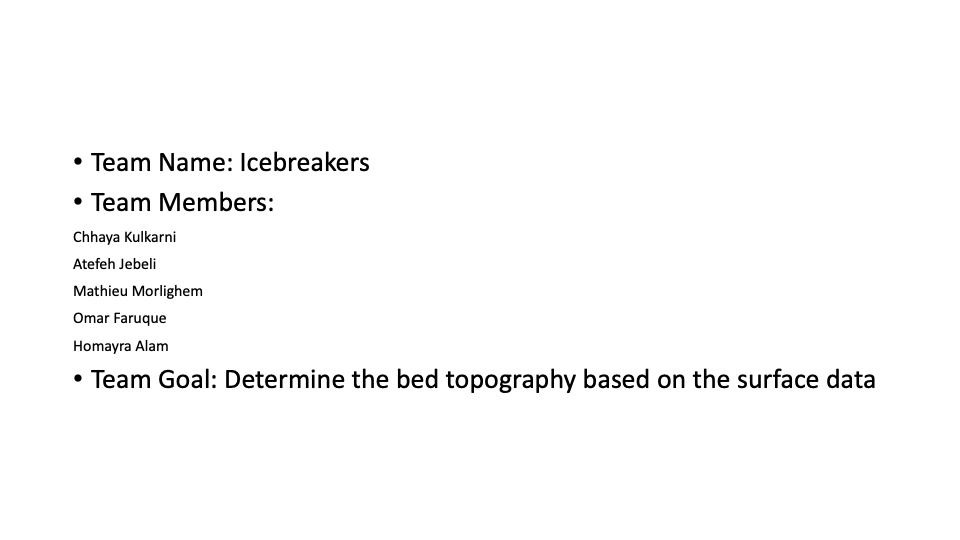 • Team Name: Icebreakers
• Team Members:
Chhaya Kulkarni
Atefeh Jebeli
Mathieu Morlighem
Omar Faruque
Homayra Alam
• Team Goal: Determine the bed topography based on the surface data